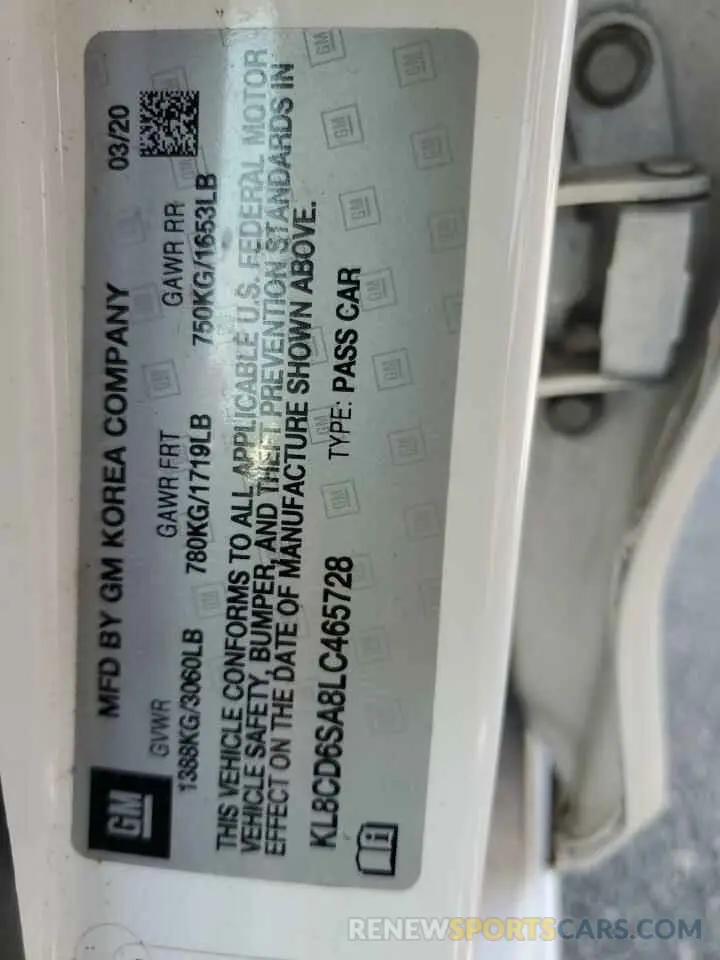 GM
MFD BY GM KOREA COMPANY 03/20
GVWR GAWR FRT GAWR RR
1388KG/3060LB 780KG/1719LB 750KG/1653LB
THIS VEHICLE CONFORMS TO ALL APPLICABLE U.S. FEDERAL MOTOR
VEHICLE SAFETY, BUMPER, AND THEFT PREVENTION STANDARDS IN
EFFECT ON THE DATE OF MANUFACTURE SHOWN ABOVE.
KL8CD6SA8LC465728 TYPE: PASS CAR
RENEWSPORTSCARS.COM